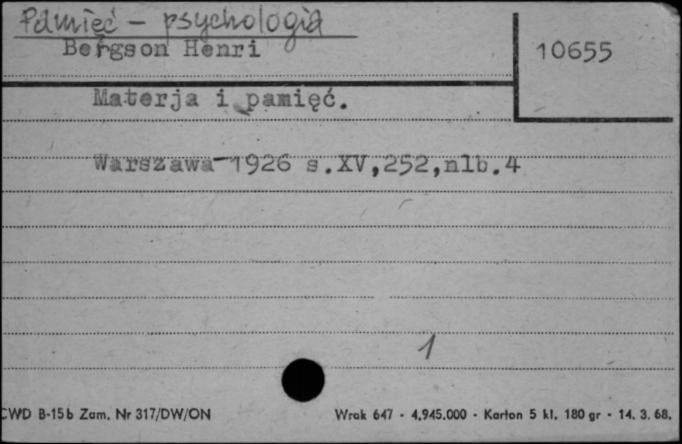 Pamięć - psychologia
Bergson Henri
10655
Materja i pamięć.
Warszawa 1926 s.XV,252,nlb.4
1
CWD B-15b Zam. Nr 317/DW/ON
Wrak 647 - 4.945.000 - Karton 5 kl. 180 gr - 14. 3. 68.